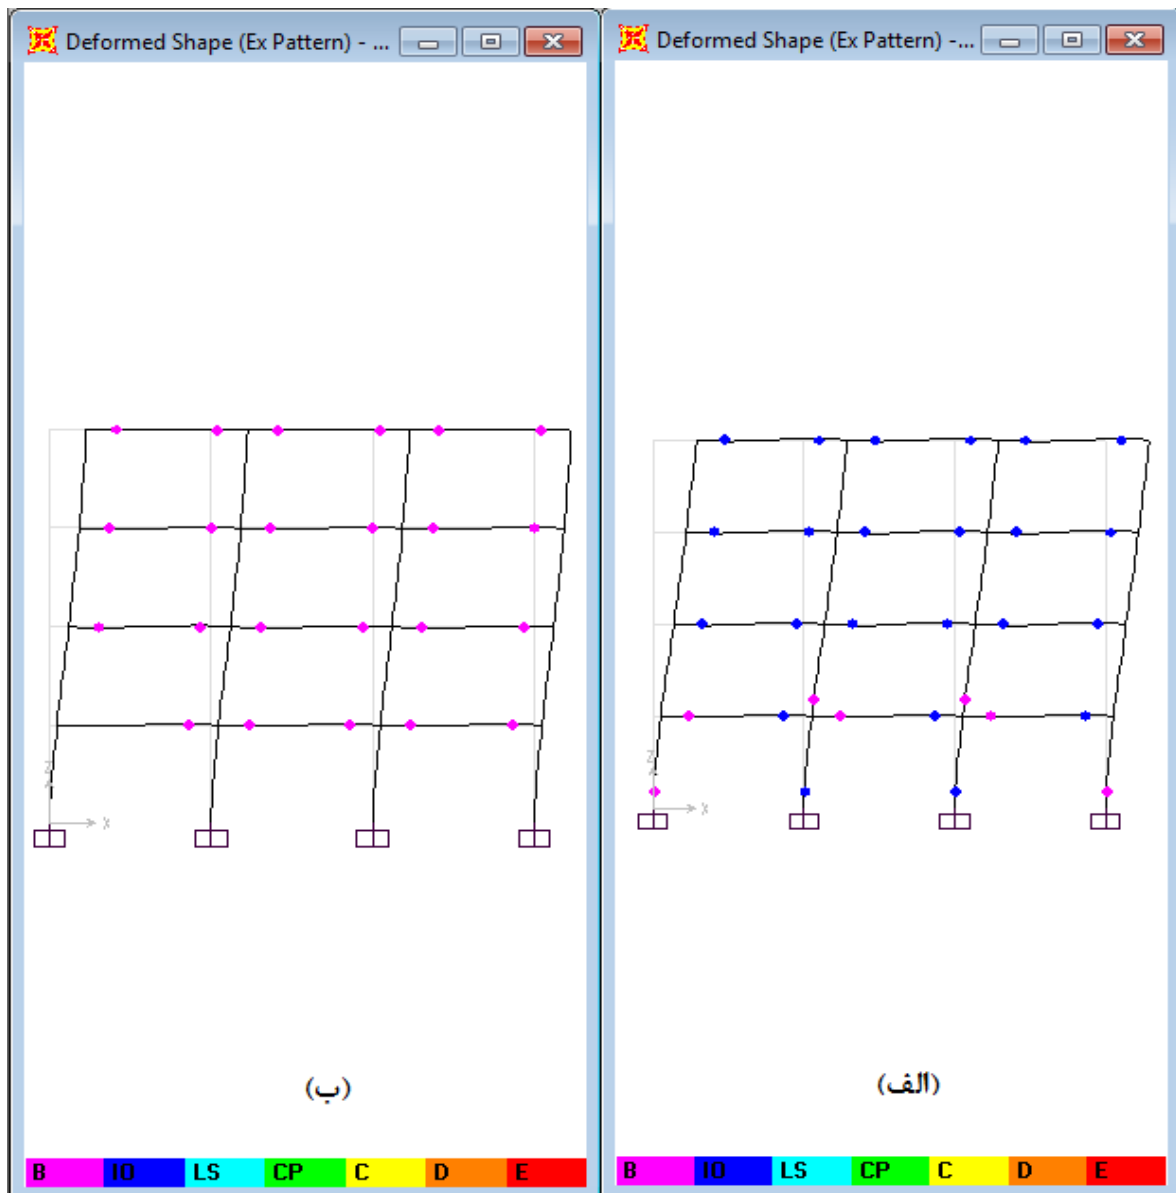 Deformed Shape (Ex Pattern) - ...
Z
X
(ب)
B IO LS CP C D E
Deformed Shape (Ex Pattern) -...
Z
X
(الف)
B IO LS CP C D E